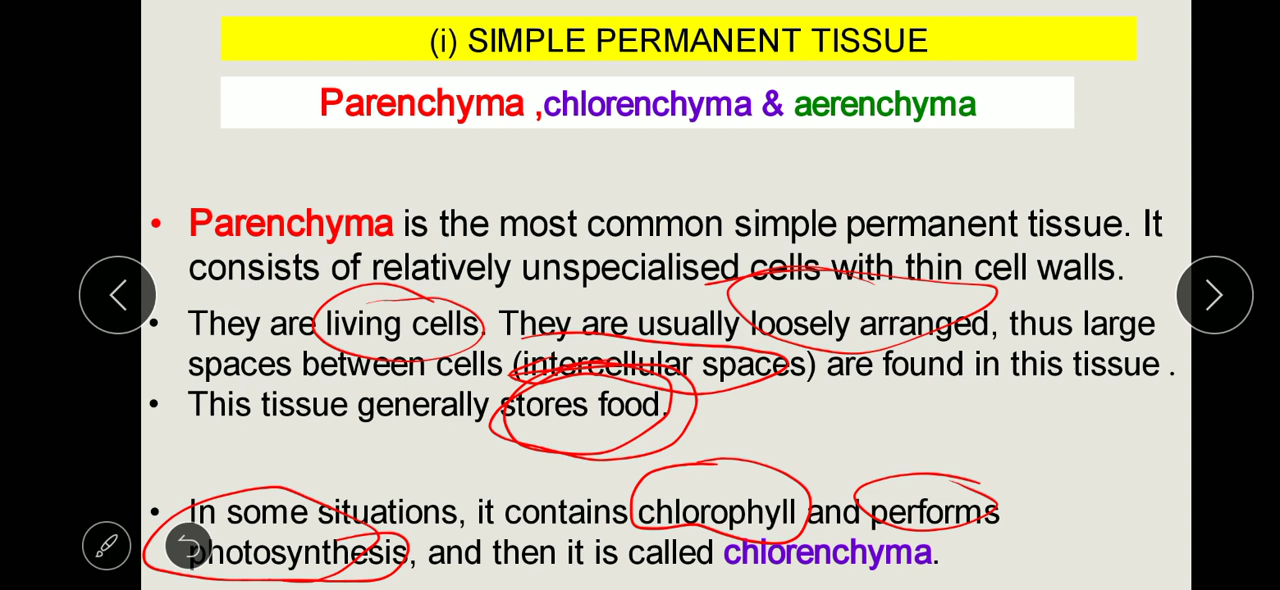 (i) SIMPLE PERMANENT TISSUE
Parenchyma ,chlorenchyma & aerenchyma
• Parenchyma is the most common simple permanent tissue. It
consists of relatively unspecialised cells with thin cell walls.
• They are living cells. They are usually loosely arranged, thus large
spaces between cells (intercellular spaces) are found in this tissue .
• This tissue generally stores food.
• In some situations, it contains chlorophyll and performs
photosynthesis, and then it is called chlorenchyma.